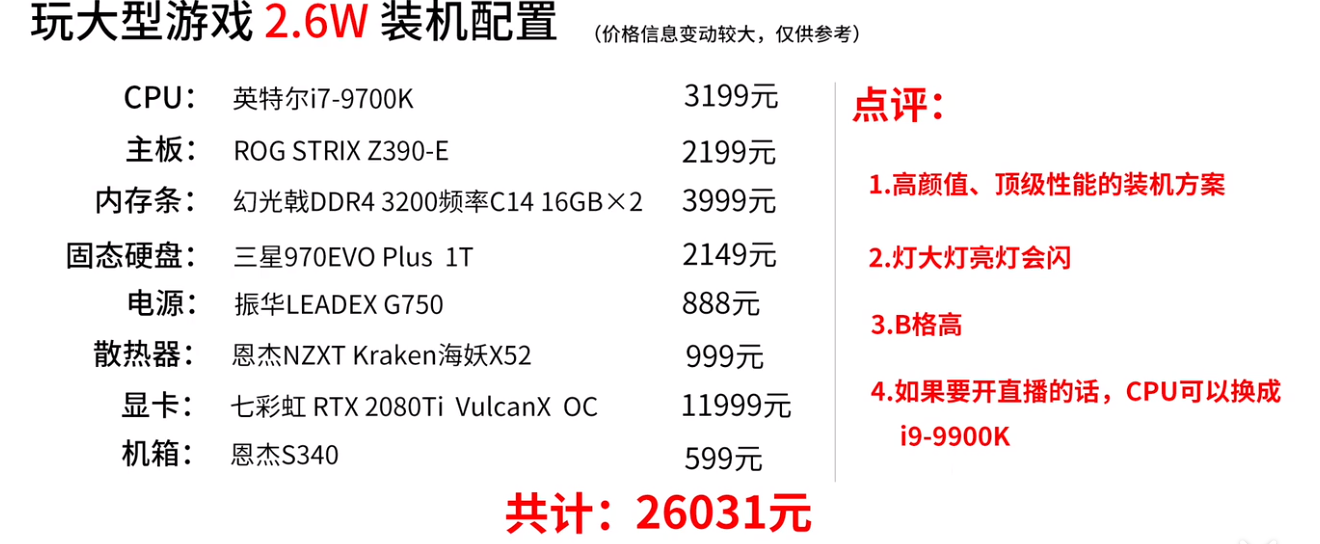 玩大型游戏 2.6W 装机配置 （价格信息变动较大，仅供参考）
CPU： 英特尔i7-9700K 3199元
主板： ROG STRIX Z390-E 2199元
内存条： 幻光戟DDR4 3200频率C14 16GB×2 3999元
固态硬盘： 三星970EVO Plus 1T 2149元
电源： 振华LEADEX G750 888元
散热器： 恩杰NZXT Kraken海妖X52 999元
显卡： 七彩虹 RTX 2080Ti VulcanX OC 11999元
机箱： 恩杰S340 599元
共计：26031元
点评：
1.高颜值、顶级性能的装机方案
2.灯大灯亮灯会闪
3.B格高
4.如果要开直播的话，CPU可以换成
i9-9900K